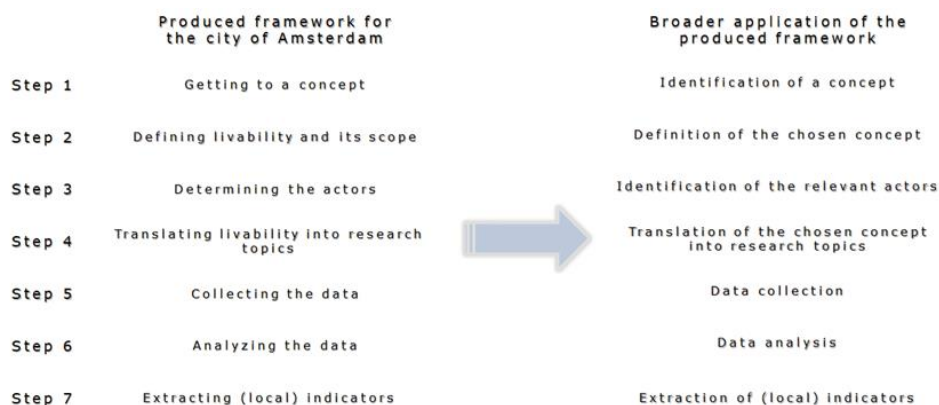 Produced framework for
the city of Amsterdam
Broader application of the
produced framework
Step 1
Getting to a concept
Identification of a concept
Step 2
Defining livability and its scope
Definition of the chosen concept
Step 3
Determining the actors
Identification of the relevant actors
Step 4
Translating livability into research
topics
Translation of the chosen concept
into research topics
Step 5
Collecting the data
Data collection
Step 6
Analyzing the data
Data analysis
Step 7
Extracting (local) indicators
Extraction of (local) indicators